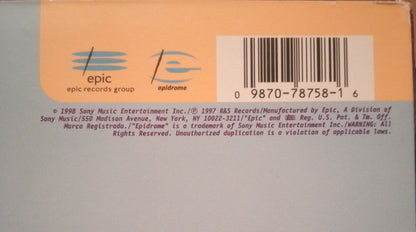 epic
epic records group
epidrome
0 9870-78758-1 6
© 1998 Sony Music Entertainment Inc./℗ 1997 R&S Records/Manufactured by Epic, A Division of
Sony Music/550 Madison Avenue, New York, NY 10022-3211/"Epic" and Reg. U.S. Pat. & Tm. Off.
Marca Registrada./"Epidrome" is a trademark of Sony Music Entertainment Inc./WARNING: All
Rights Reserved. Unauthorized duplication is a violation of applicable laws.